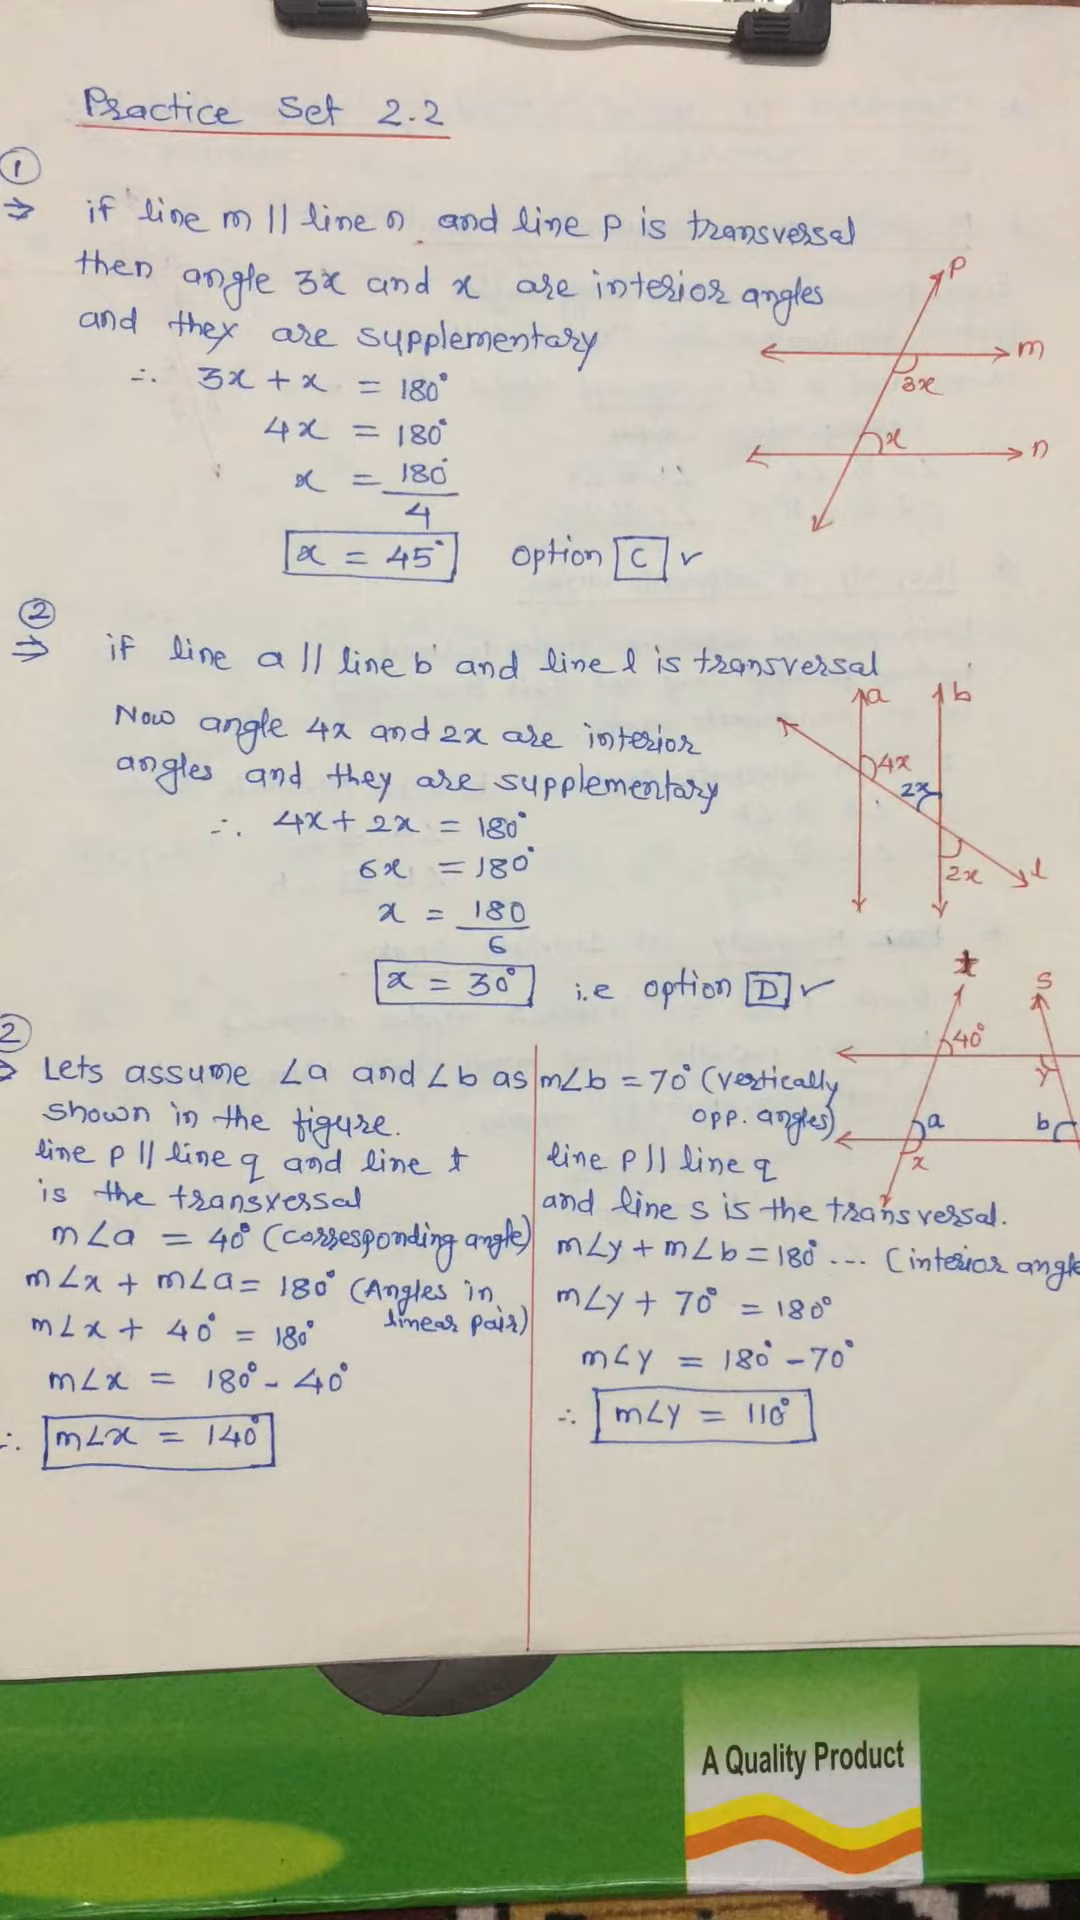 Practice Set 2.2
①
⇒ if line m || line n and line p is transversal
then angle 3x and x are interior angles
and they are supplementary
∴ 3x + x = 180°
4x = 180°
x = 180°
4
x = 45° option C ✓
p
m
3x
x
n
②
⇒ if line a || line b and line l is transversal
Now angle 4x and 2x are interior
angles and they are supplementary
∴ 4x + 2x = 180°
6x = 180°
x = 180
6
x = 30° i.e option D ✓
a
b
4x
2x
2x
l
2
Lets assume ∠a and ∠b as
shown in the figure.
line p || line q and line t
is the transversal
m∠a = 40° (corresponding angle)
m∠x + m∠a = 180° (Angles in
linear pair)
m∠x + 40° = 180°
m∠x = 180° - 40°
∴ m∠x = 140°
m∠b = 70° (vertically
opp. angles)
line p || line q
and line s is the transversal.
m∠y + m∠b = 180° ... (interior angle
m∠y + 70° = 180°
m∠y = 180° - 70°
∴ m∠y = 110°
t
s
40°
y
a
b
x
A Quality Product